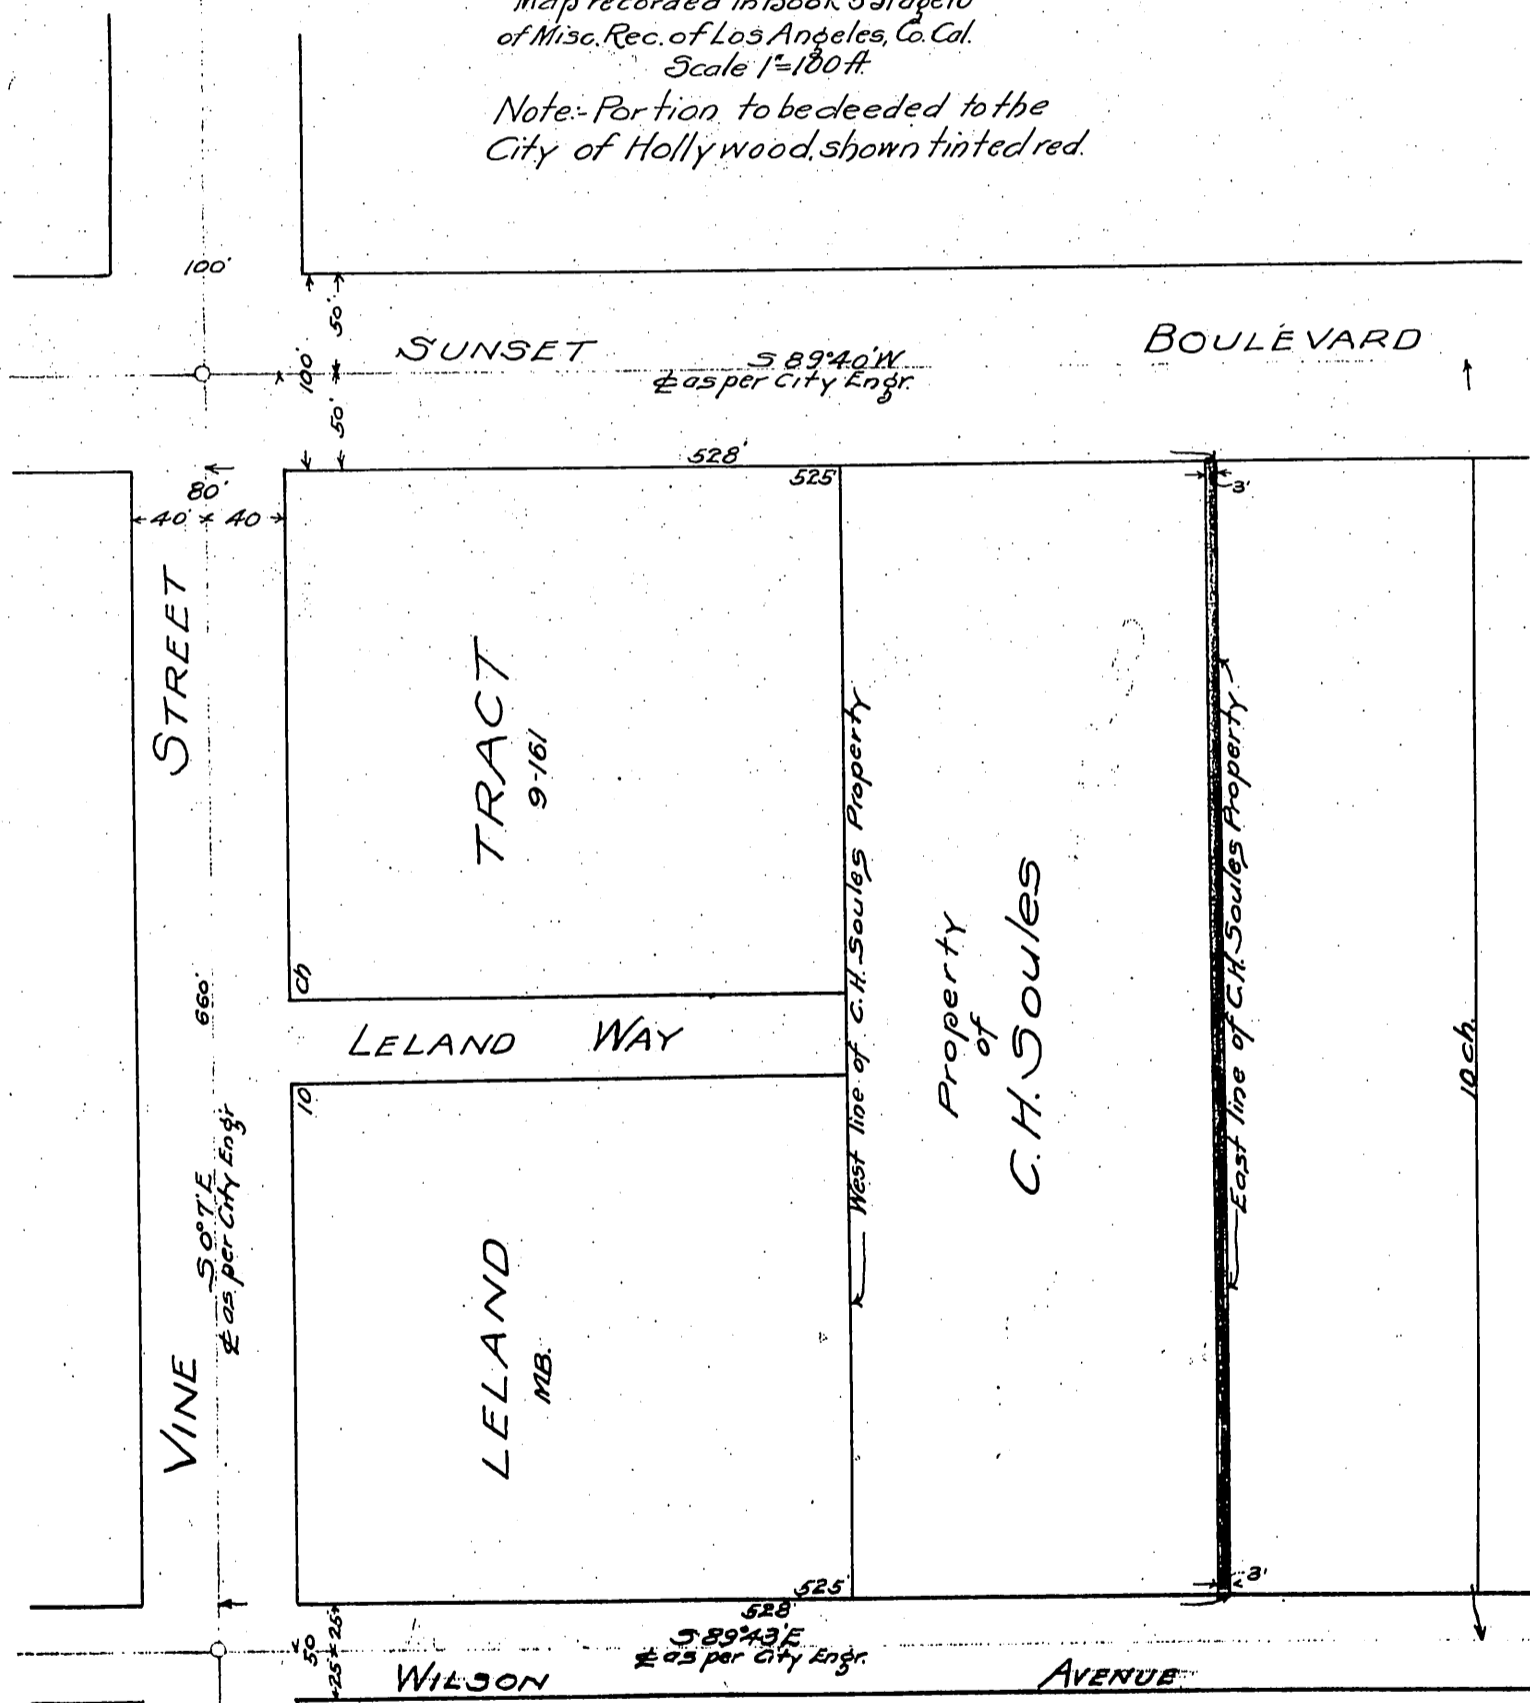 Map recorded in Book
of Misc. Rec. of Los Angeles, Co. Cal.
Scale 1"=100 ft.
Note:- Portion to be deeded to the
City of Hollywood, shown tinted red.
100'
50'
100'
50'
SUNSET
BOULEVARD
S 89°40'W
℄ as per City Engr.
528'
525'
3'
80'
40' 40
STREET
TRACT
9-161
West line of C.H. Soules Property
Property
of
C.H. Soules
East line of C.H. Soules Property
10 ch.
660'
LELAND WAY
10
S 0°7'E
℄ as per City Engr
VINE
LELAND
MB.
525'
528'
3'
S 89°43'E
℄ as per City Engr.
50
25 25
WILSON
AVENUE